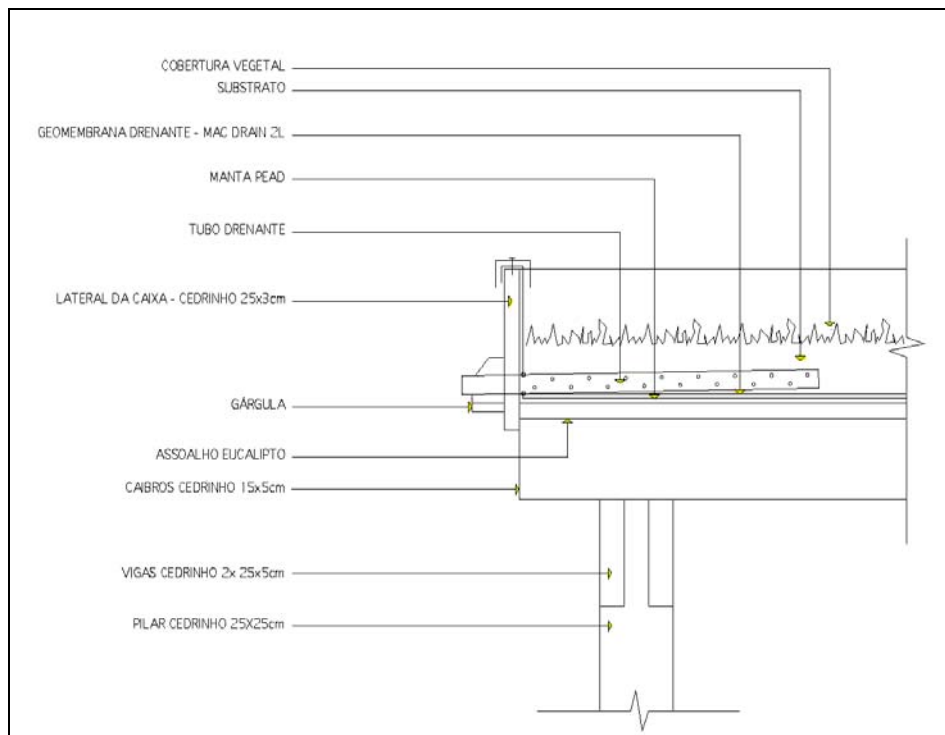 COBERTURA VEGETAL
SUBSTRATO
GEOMEMBRANA DRENANTE - MAC DRAIN 2L
MANTA PEAD
TUBO DRENANTE
LATERAL DA CAIXA - CEDRINHO 25x3cm
GÁRGULA
ASSOALHO EUCALIPTO
CAIBROS CEDRINHO 15x5cm
VIGAS CEDRINHO 2x 25x5cm
PILAR CEDRINHO 25X25cm